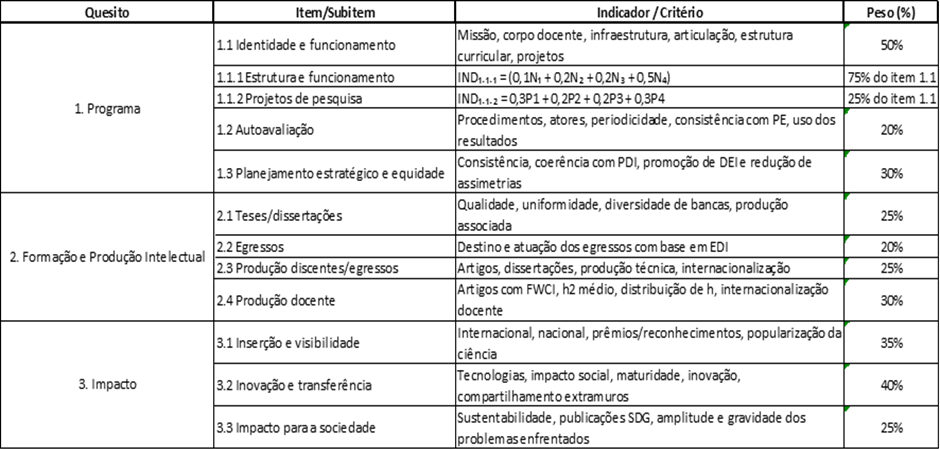 Quesito Item/Subitem Indicador / Critério Peso (%)
1. Programa
1.1 Identidade e funcionamento
Missão, corpo docente, infraestrutura, articulação, estrutura
curricular, projetos
50%
1.1.1 Estrutura e funcionamento IND₁.₁.₁ = (0,1N₁ + 0,2N₂ + 0,2N₃ + 0,5N₄) 75% do item 1.1
1.1.2 Projetos de pesquisa IND₁.₁.₂ = 0,3P1 + 0,2P2 + 0,2P3 + 0,3P4 25% do item 1.1
1.2 Autoavaliação
Procedimentos, atores, periodicidade, consistência com PE, uso dos
resultados
20%
1.3 Planejamento estratégico e equidade
Consistência, coerência com PDI, promoção de DEI e redução de
assimetrias
30%
2. Formação e Produção Intelectual
2.1 Teses/dissertações
Qualidade, uniformidade, diversidade de bancas, produção
associada
25%
2.2 Egressos Destino e atuação dos egressos com base em EDI 20%
2.3 Produção discentes/egressos Artigos, dissertações, produção técnica, internacionalização 25%
2.4 Produção docente
Artigos com FWCI, h2 médio, distribuição de h, internacionalização
docente
30%
3. Impacto
3.1 Inserção e visibilidade
Internacional, nacional, prêmios/reconhecimentos, popularização da
ciência
35%
3.2 Inovação e transferência
Tecnologias, impacto social, maturidade, inovação,
compartilhamento extramuros
40%
3.3 Impacto para a sociedade
Sustentabilidade, publicações SDG, amplitude e gravidade dos
problemas enfrentados
25%